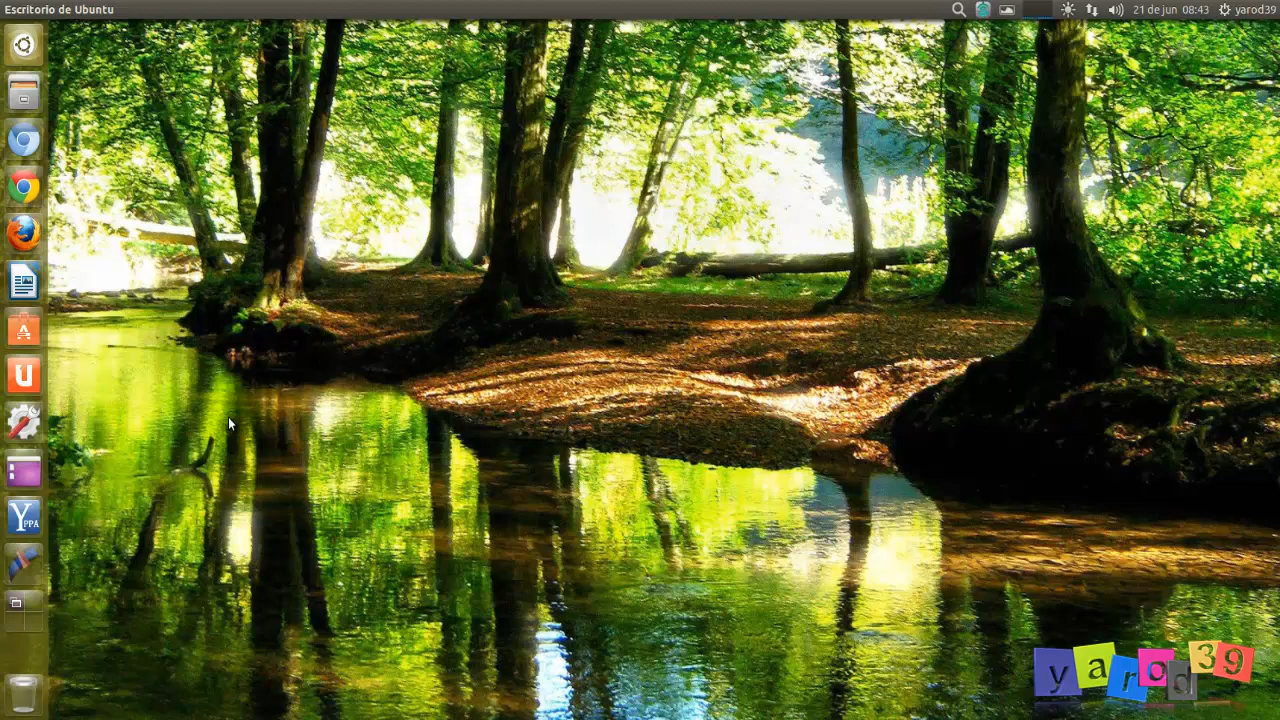 Escritorio de Ubuntu
21 de jun 08:43
yarod39
U
Y PPA
yarod39